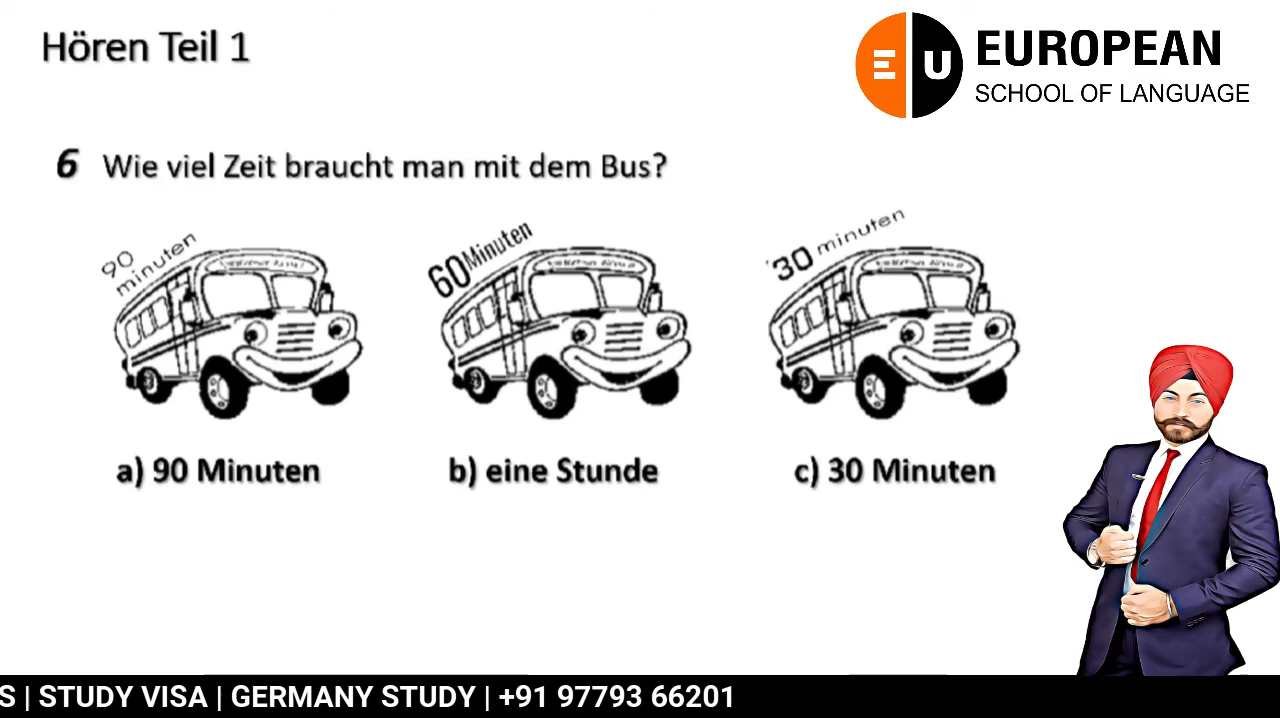 Hören Teil 1
EU
EUROPEAN
SCHOOL OF LANGUAGE
6 Wie viel Zeit braucht man mit dem Bus?
90
minuten
60 Minuten
30 minuten
a) 90 Minuten
b) eine Stunde
c) 30 Minuten
S | STUDY VISA | GERMANY STUDY | +91 97793 66201